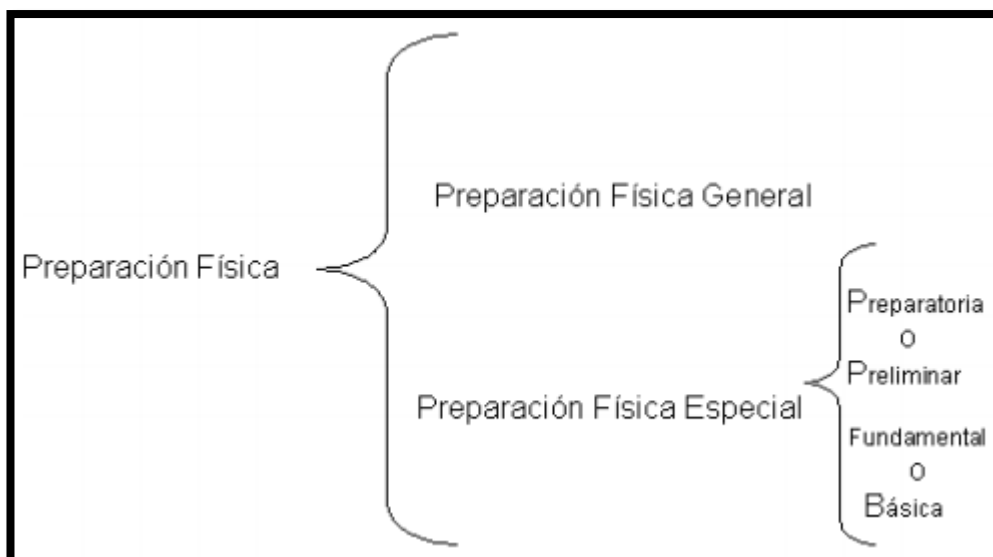 Preparación Física General
Preparación Física
Preparatoria
O
Preliminar
Preparación Física Especial
Fundamental
O
Básica